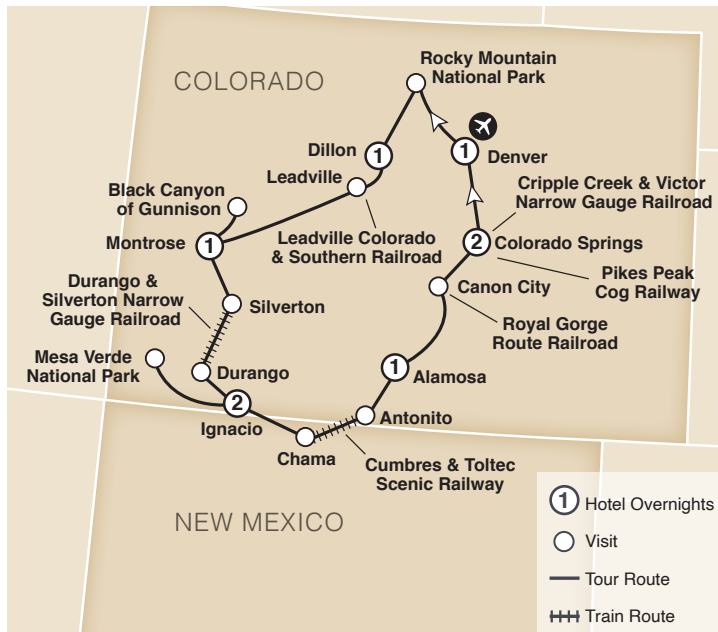 Rocky Mountain
National Park
COLORADO
1
Denver
Dillon
1
Leadville
Cripple Creek & Victor
Narrow Gauge Railroad
Black Canyon
of Gunnison
Leadville Colorado
& Southern Railroad
2
Colorado Springs
Montrose
1
Pikes Peak
Cog Railway
Durango &
Silverton Narrow
Gauge Railroad
Silverton
Canon City
Royal Gorge
Route Railroad
Mesa Verde
National Park
Durango
1
Alamosa
2
Ignacio
Antonito
Chama
Cumbres & Toltec
Scenic Railway
NEW MEXICO
1
Hotel Overnights
Visit
Tour Route
Train Route